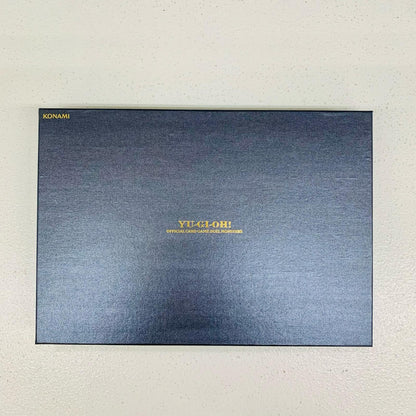 KONAMI
YU-GI-OH!
OFFICIAL CARD GAME DUEL MONSTERS